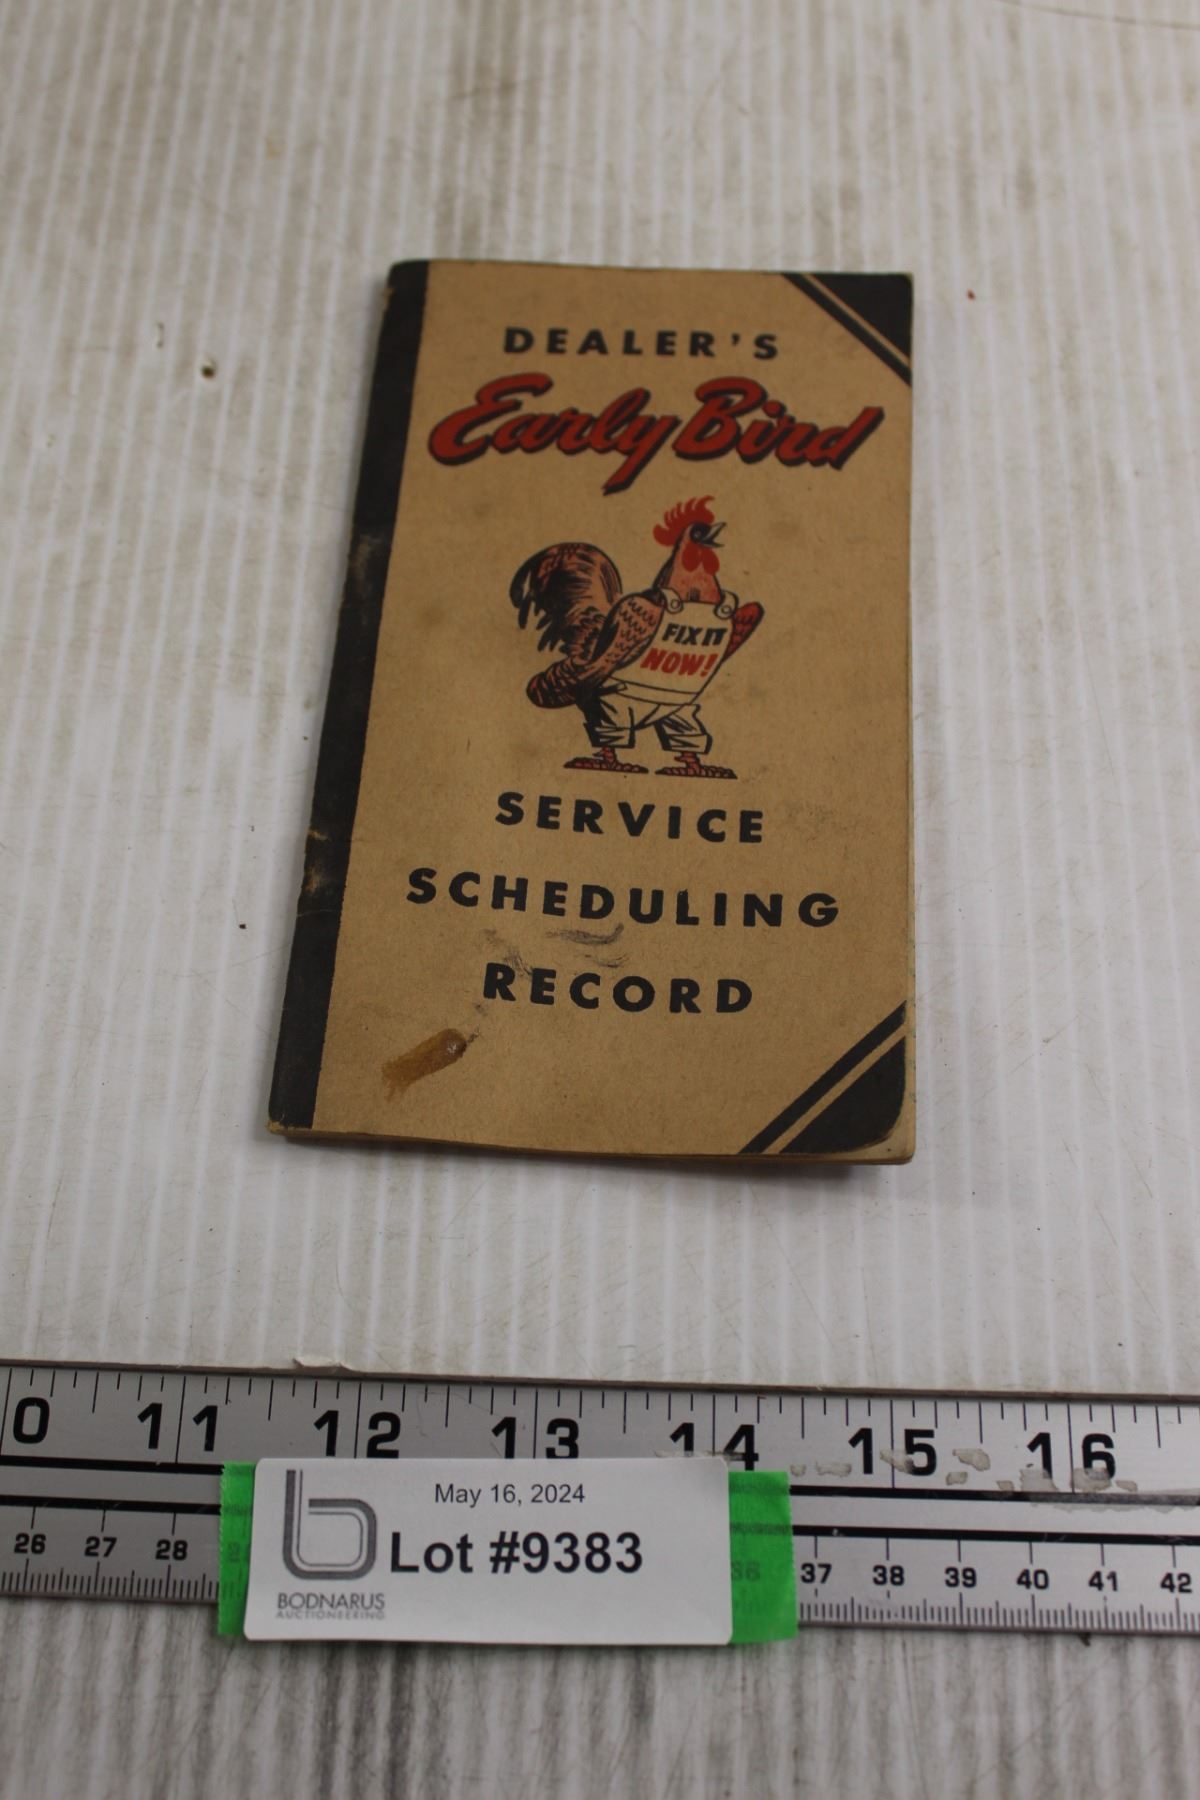 DEALER'S
Early Bird
FIX IT
NOW!
SERVICE
SCHEDULING
RECORD
0 11 12 13 14 15 16
May 16, 2024
Lot #9383
BODNARUS
AUCTIONEERING
26 27 28 36 37 38 39 40 41 42